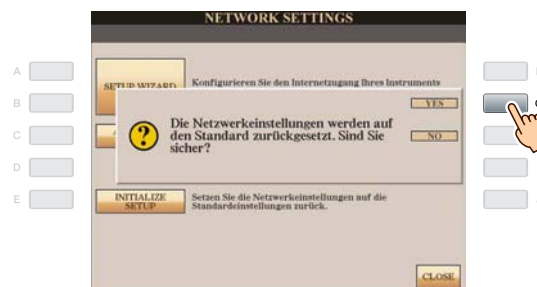 NETWORK SETTINGS
A
B
C
D
E
SETUP WIZARD
Konfigurieren Sie den Internetzugang Ihres Instruments
YES
Die Netzwerkeinstellungen werden auf
den Standard zurückgesetzt. Sind Sie
sicher?
NO
INITIALIZE
SETUP
Setzen Sie die Netzwerkeinstellungen auf die
Standardeinstellungen zurück.
CLOSE